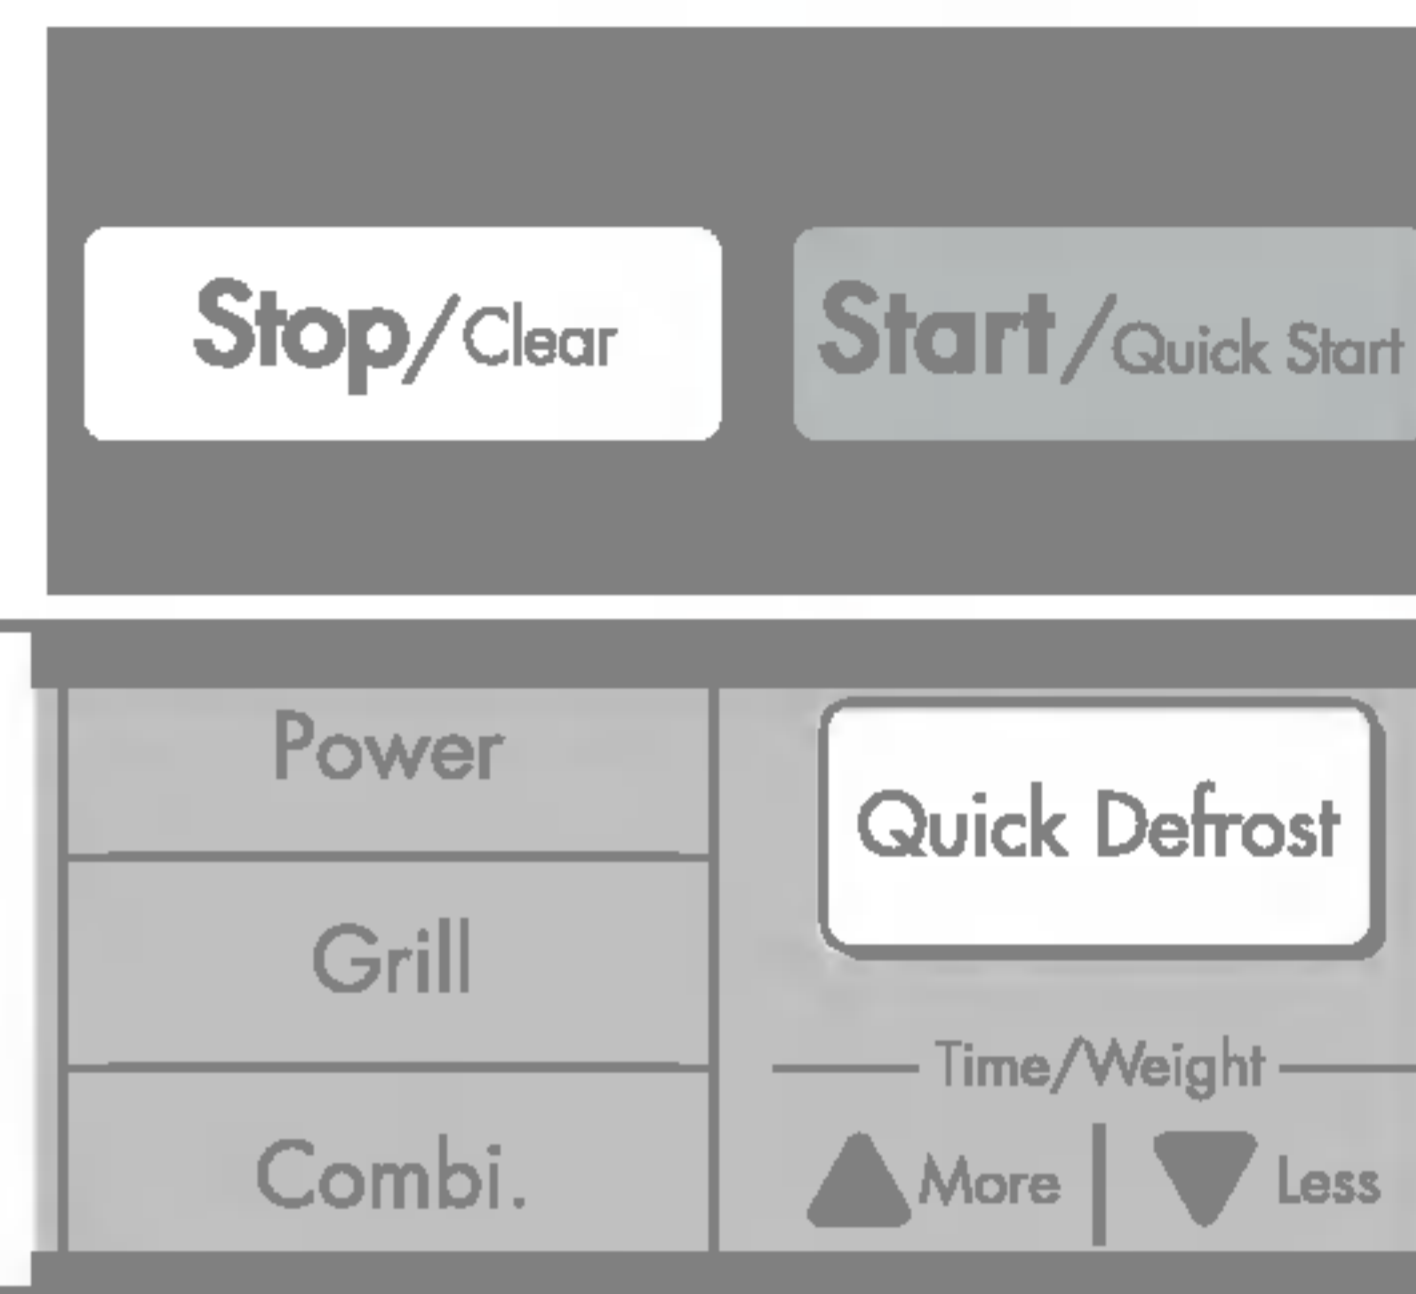 Stop/Clear
Start/Quick Start
Power
Quick Defrost
Grill
Time/Weight
More
Less
Combi.